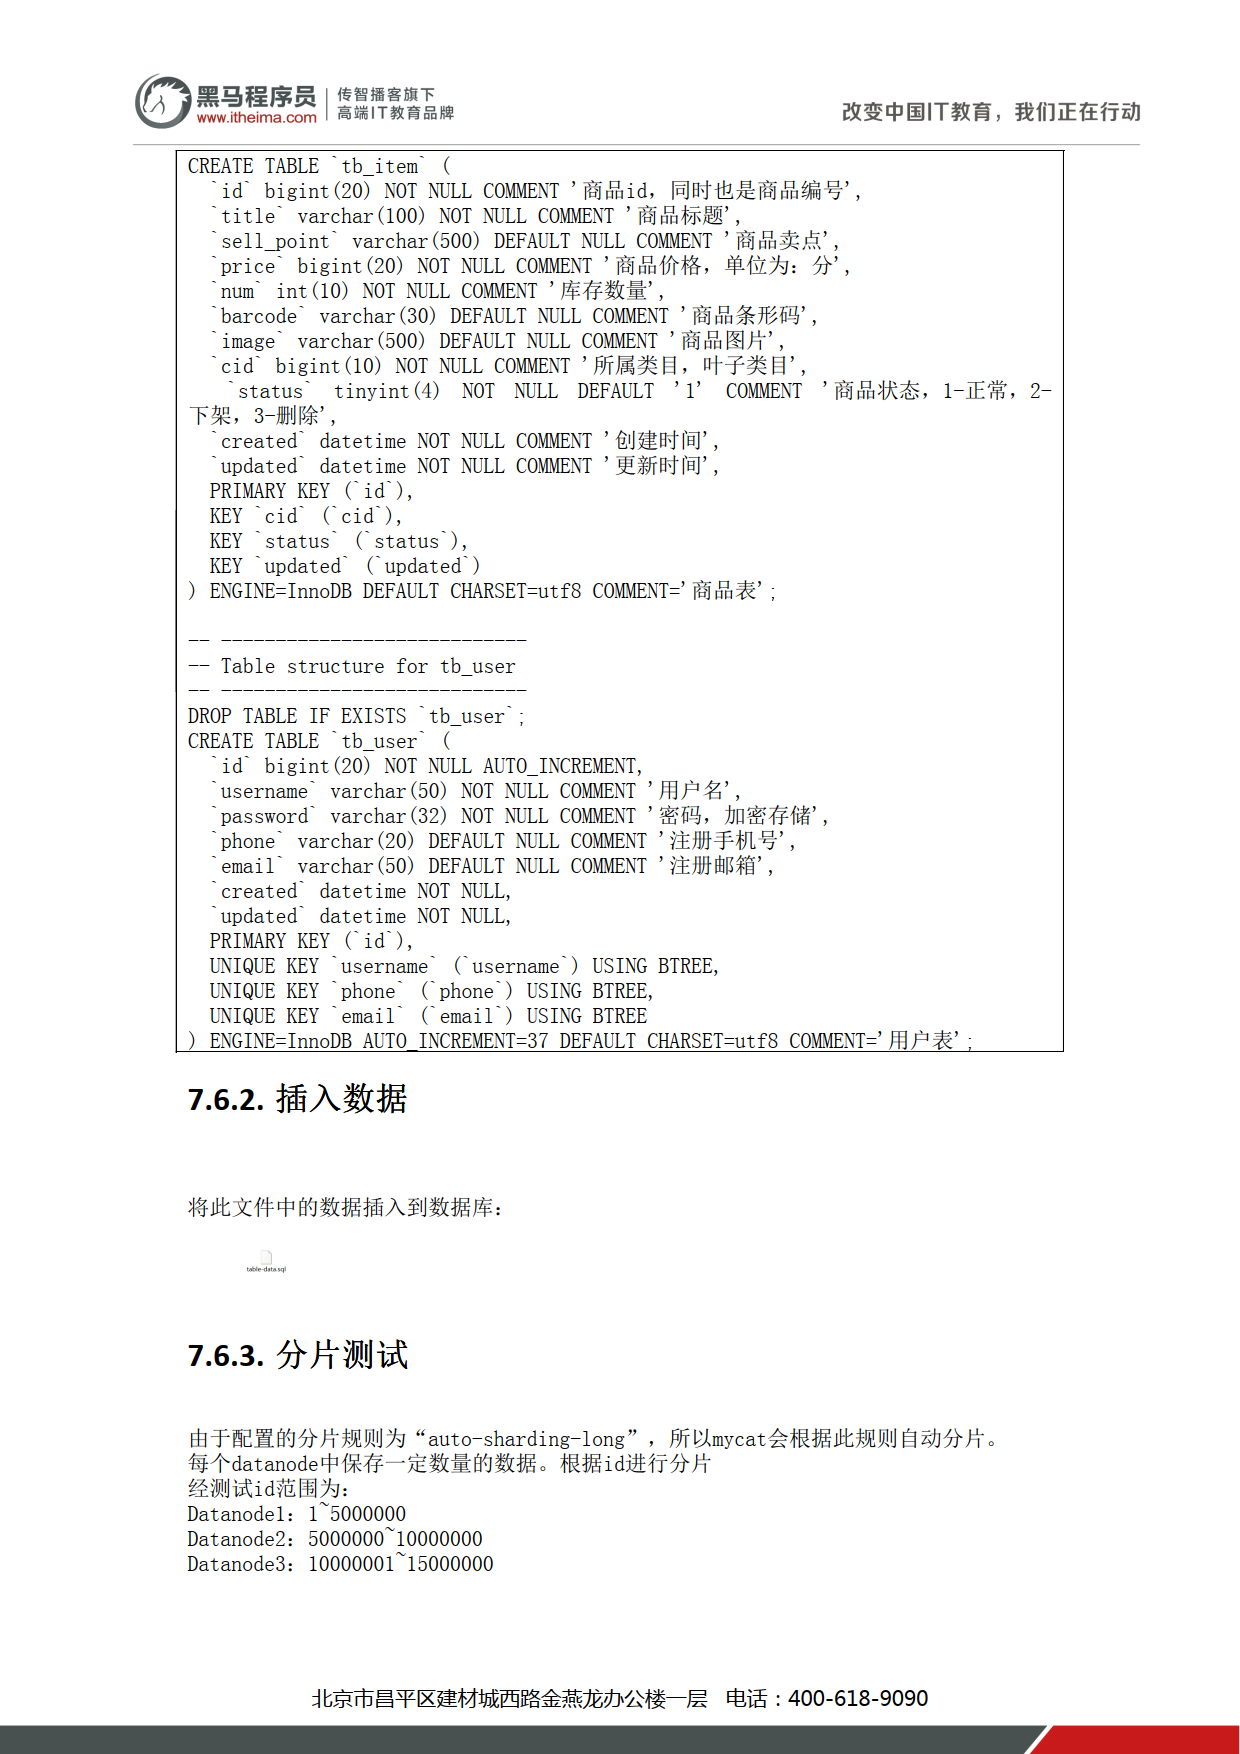 黑马程序员
www.itheima.com
传智播客旗下
高端IT教育品牌
改变中国IT教育，我们正在行动
CREATE TABLE `tb_item` (
  `id` bigint(20) NOT NULL COMMENT '商品id，同时也是商品编号',
  `title` varchar(100) NOT NULL COMMENT '商品标题',
  `sell_point` varchar(500) DEFAULT NULL COMMENT '商品卖点',
  `price` bigint(20) NOT NULL COMMENT '商品价格，单位为：分',
  `num` int(10) NOT NULL COMMENT '库存数量',
  `barcode` varchar(30) DEFAULT NULL COMMENT '商品条形码',
  `image` varchar(500) DEFAULT NULL COMMENT '商品图片',
  `cid` bigint(10) NOT NULL COMMENT '所属类目，叶子类目',
  `status` tinyint(4) NOT NULL DEFAULT '1' COMMENT '商品状态，1-正常，2-
下架，3-删除',
  `created` datetime NOT NULL COMMENT '创建时间',
  `updated` datetime NOT NULL COMMENT '更新时间',
  PRIMARY KEY (`id`),
  KEY `cid` (`cid`),
  KEY `status` (`status`),
  KEY `updated` (`updated`)
) ENGINE=InnoDB DEFAULT CHARSET=utf8 COMMENT='商品表';
-- ----------------------------
-- Table structure for tb_user
-- ----------------------------
DROP TABLE IF EXISTS `tb_user`;
CREATE TABLE `tb_user` (
  `id` bigint(20) NOT NULL AUTO_INCREMENT,
  `username` varchar(50) NOT NULL COMMENT '用户名',
  `password` varchar(32) NOT NULL COMMENT '密码，加密存储',
  `phone` varchar(20) DEFAULT NULL COMMENT '注册手机号',
  `email` varchar(50) DEFAULT NULL COMMENT '注册邮箱',
  `created` datetime NOT NULL,
  `updated` datetime NOT NULL,
  PRIMARY KEY (`id`),
  UNIQUE KEY `username` (`username`) USING BTREE,
  UNIQUE KEY `phone` (`phone`) USING BTREE,
  UNIQUE KEY `email` (`email`) USING BTREE
) ENGINE=InnoDB AUTO_INCREMENT=37 DEFAULT CHARSET=utf8 COMMENT='用户表';
7.6.2. 插入数据
将此文件中的数据插入到数据库：
table-data.sql
7.6.3. 分片测试
由于配置的分片规则为“auto-sharding-long”，所以mycat会根据此规则自动分片。
每个datanode中保存一定数量的数据。根据id进行分片
经测试id范围为：
Datanode1：1~5000000
Datanode2：5000000~10000000
Datanode3：10000001~15000000
北京市昌平区建材城西路金燕龙办公楼一层   电话：400-618-9090